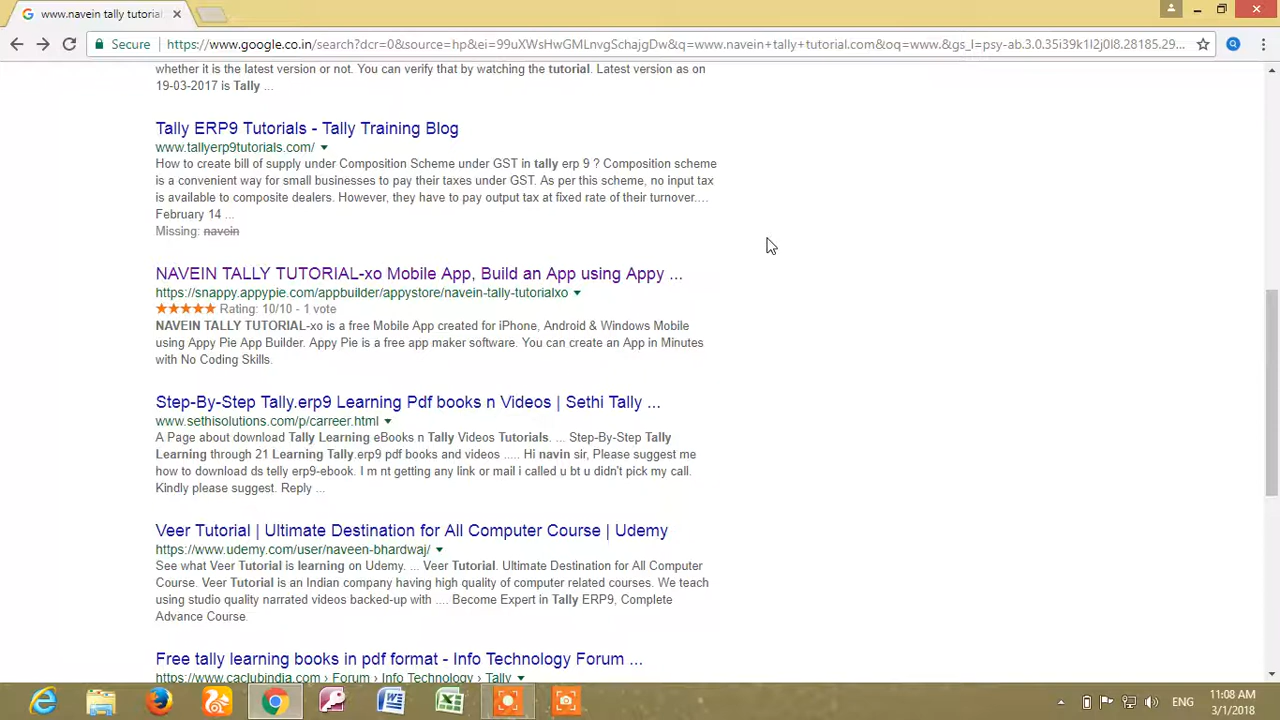 www.navein tally tutorial
Secure
https://www.google.co.in/search?dcr=0&source=hp&ei=99uXWsHwGMLnvgSchajgDw&q=www.navein+tally+tutorial.com&oq=www.&gs_l=psy-ab.3.0.35i39k1l2j0l8.28185.29...
whether it is the latest version or not. You can verify that by watching the tutorial. Latest version as on
19-03-2017 is Tally ...
Tally ERP9 Tutorials - Tally Training Blog
www.tallyerp9tutorials.com/
How to create bill of supply under Composition Scheme under GST in tally erp 9 ? Composition scheme
is a convenient way for small businesses to pay their taxes under GST. As per this scheme, no input tax
is available to composite dealers. However, they have to pay output tax at fixed rate of their turnover....
February 14 ...
Missing: navein
NAVEIN TALLY TUTORIAL-xo Mobile App, Build an App using Appy ...
https://snappy.appypie.com/appbuilder/appystore/navein-tally-tutorialxo
Rating: 10/10 - 1 vote
NAVEIN TALLY TUTORIAL-xo is a free Mobile App created for iPhone, Android & Windows Mobile
using Appy Pie App Builder. Appy Pie is a free app maker software. You can create an App in Minutes
with No Coding Skills.
Step-By-Step Tally.erp9 Learning Pdf books n Videos | Sethi Tally ...
www.sethisolutions.com/p/carreer.html
A Page about download Tally Learning eBooks n Tally Videos Tutorials. ... Step-By-Step Tally
Learning through 21 Learning Tally.erp9 pdf books and videos ..... Hi navin sir, Please suggest me
how to download ds telly erp9-ebook. I m nt getting any link or mail i called u bt u didn't pick my call.
Kindly please suggest. Reply ...
Veer Tutorial | Ultimate Destination for All Computer Course | Udemy
https://www.udemy.com/user/naveen-bhardwaj/
See what Veer Tutorial is learning on Udemy. ... Veer Tutorial. Ultimate Destination for All Computer
Course. Veer Tutorial is an Indian company having high quality of computer related courses. We teach
using studio quality narrated videos backed-up with .... Become Expert in Tally ERP9, Complete
Advance Course.
Free tally learning books in pdf format - Info Technology Forum ...
https://www.caclubindia.com › Forum › Info Technology › Tally
ENG
11:08 AM
3/1/2018